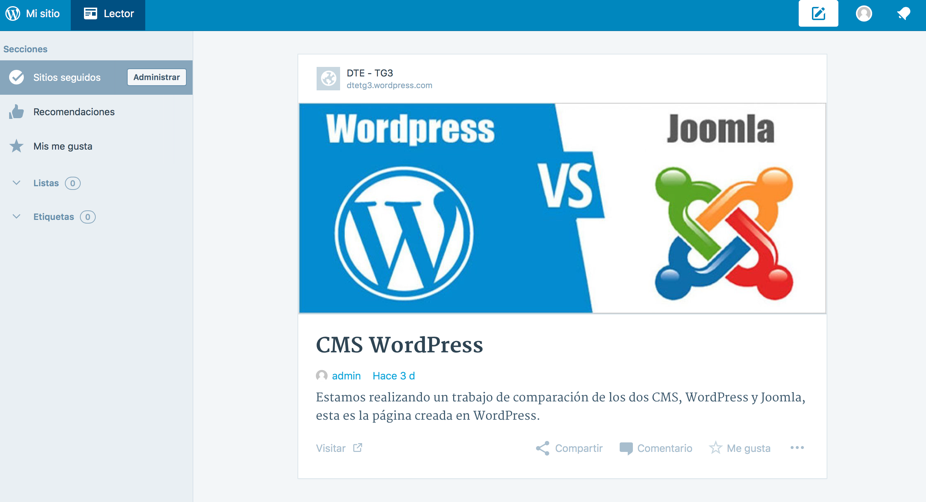 Mi sitio
Lector
Secciones
Sitios seguidos
Administrar
Recomendaciones
Mis me gusta
Listas 0
Etiquetas 0
DTE - TG3
dtetg3.wordpress.com
Wordpress
VS
Joomla
CMS WordPress
admin Hace 3 d
Estamos realizando un trabajo de comparación de los dos CMS, WordPress y Joomla,
esta es la página creada en WordPress.
Visitar
Compartir
Comentario
Me gusta